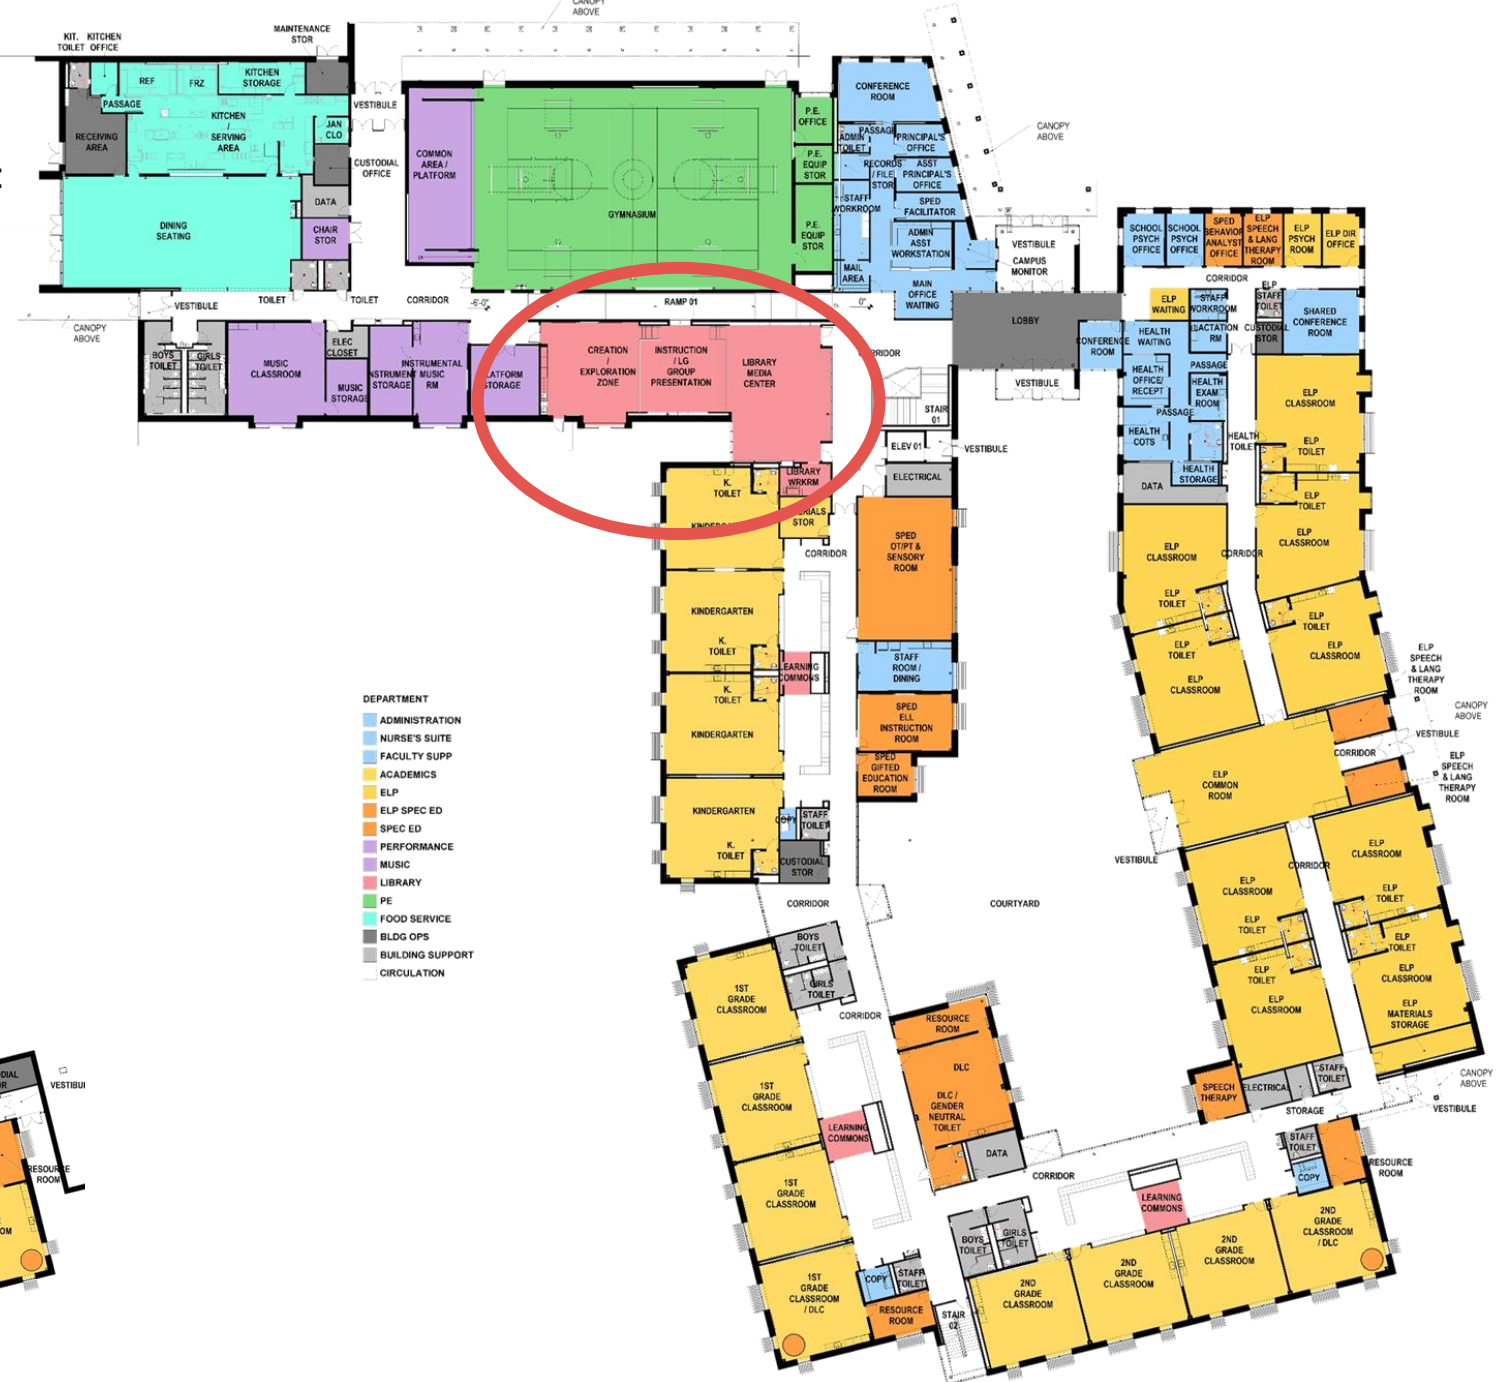 CANOPY
ABOVE
KIT.
TOILET
KITCHEN
OFFICE
MAINTENANCE
STOR
REF
FRZ
KITCHEN
STORAGE
PASSAGE
RECEIVING
AREA
KITCHEN
/
SERVING
AREA
JAN
CLO
VESTIBULE
CUSTODIAL
OFFICE
DATA
CHAIR
STOR
DINING
SEATING
COMMON
AREA /
PLATFORM
GYMNASIUM
P.E.
OFFICE
P.E.
EQUIP
STOR
P.E.
EQUIP
STOR
CONFERENCE
ROOM
ADMIN
TOILET
PASSAGE
PRINCIPAL'S
OFFICE
RECORDS
/ FILE
STOR
ASST
PRINCIPAL'S
OFFICE
STAFF
WORKROOM
SPED
FACILITATOR
ADMIN
ASST
WORKSTATION
MAIL
AREA
MAIN
OFFICE
WAITING
CANOPY
ABOVE
VESTIBULE
CAMPUS
MONITOR
LOBBY
VESTIBULE
VESTIBULE
TOILET
TOILET
CORRIDOR
-6'-0"
RAMP 01
0"
CANOPY
ABOVE
BOYS
TOILET
GIRLS
TOILET
MUSIC
CLASSROOM
ELEC
CLOSET
MUSIC
STORAGE
INSTRUMENT
STORAGE
INSTRUMENTAL
MUSIC
RM
PLATFORM
STORAGE
CREATION
/
EXPLORATION
ZONE
INSTRUCTION
/ LG
GROUP
PRESENTATION
LIBRARY
MEDIA
CENTER
CORRIDOR
STAIR
01
ELEV 01
VESTIBULE
ELECTRICAL
LIBRARY
WRKRM
MATERIALS
STOR
K.
TOILET
KINDERGARTEN
CORRIDOR
SPED
OT/PT &
SENSORY
ROOM
KINDERGARTEN
K.
TOILET
LEARNING
COMMONS
K.
TOILET
KINDERGARTEN
STAFF
ROOM /
DINING
SPED
ELL
INSTRUCTION
ROOM
SPED
GIFTED
EDUCATION
ROOM
KINDERGARTEN
K.
TOILET
COPY
STAFF
TOILET
CUSTODIAL
STOR
CORRIDOR
COURTYARD
SCHOOL
PSYCH
OFFICE
SCHOOL
PSYCH
OFFICE
SPED
BEHAVIOR
ANALYST
OFFICE
ELP
SPEECH
& LANG
THERAPY
ROOM
ELP
PSYCH
ROOM
ELP DIR
OFFICE
CORRIDOR
ELP
WAITING
STAFF
WORKROOM
ELP
STAFF
TOILET
CUSTODIAL
STOR
SHARED
CONFERENCE
ROOM
CONFERENCE
ROOM
HEALTH
WAITING
LACTATION
RM
PASSAGE
HEALTH
OFFICE/
RECEPT
HEALTH
EXAM
ROOM
PASSAGE
HEALTH
COTS
HEALTH
TOILET
HEALTH
STORAGE
DATA
ELP
CLASSROOM
ELP
TOILET
ELP
TOILET
ELP
CLASSROOM
ELP
CLASSROOM
CORRIDOR
ELP
TOILET
ELP
TOILET
ELP
CLASSROOM
ELP
TOILET
ELP
CLASSROOM
ELP
SPEECH
& LANG
THERAPY
ROOM
CANOPY
ABOVE
VESTIBULE
CORRIDOR
ELP
SPEECH
& LANG
THERAPY
ROOM
ELP
COMMON
ROOM
VESTIBULE
CORRIDOR
ELP
CLASSROOM
ELP
TOILET
ELP
CLASSROOM
ELP
TOILET
ELP
TOILET
ELP
CLASSROOM
ELP
TOILET
ELP
CLASSROOM
ELP
MATERIALS
STORAGE
SPEECH
THERAPY
ELECTRICAL
STAFF
TOILET
STORAGE
CANOPY
ABOVE
VESTIBULE
STAFF
TOILET
COPY
RESOURCE
ROOM
DEPARTMENT
ADMINISTRATION
NURSE'S SUITE
FACULTY SUPP
ACADEMICS
ELP
ELP SPEC ED
SPEC ED
PERFORMANCE
MUSIC
LIBRARY
PE
FOOD SERVICE
BLDG OPS
BUILDING SUPPORT
CIRCULATION
BOYS
TOILET
GIRLS
TOILET
CORRIDOR
1ST
GRADE
CLASSROOM
1ST
GRADE
CLASSROOM
LEARNING
COMMONS
1ST
GRADE
CLASSROOM
1ST
GRADE
CLASSROOM
/ DLC
RESOURCE
ROOM
DLC
DLC /
GENDER
NEUTRAL
TOILET
DATA
CORRIDOR
COPY
STAFF
TOILET
RESOURCE
ROOM
STAIR
02
BOYS
TOILET
GIRLS
TOILET
LEARNING
COMMONS
2ND
GRADE
CLASSROOM
2ND
GRADE
CLASSROOM
2ND
GRADE
CLASSROOM
2ND
GRADE
CLASSROOM
/ DLC
DIAL
R
VESTIBU
RESOURCE
ROOM
OM